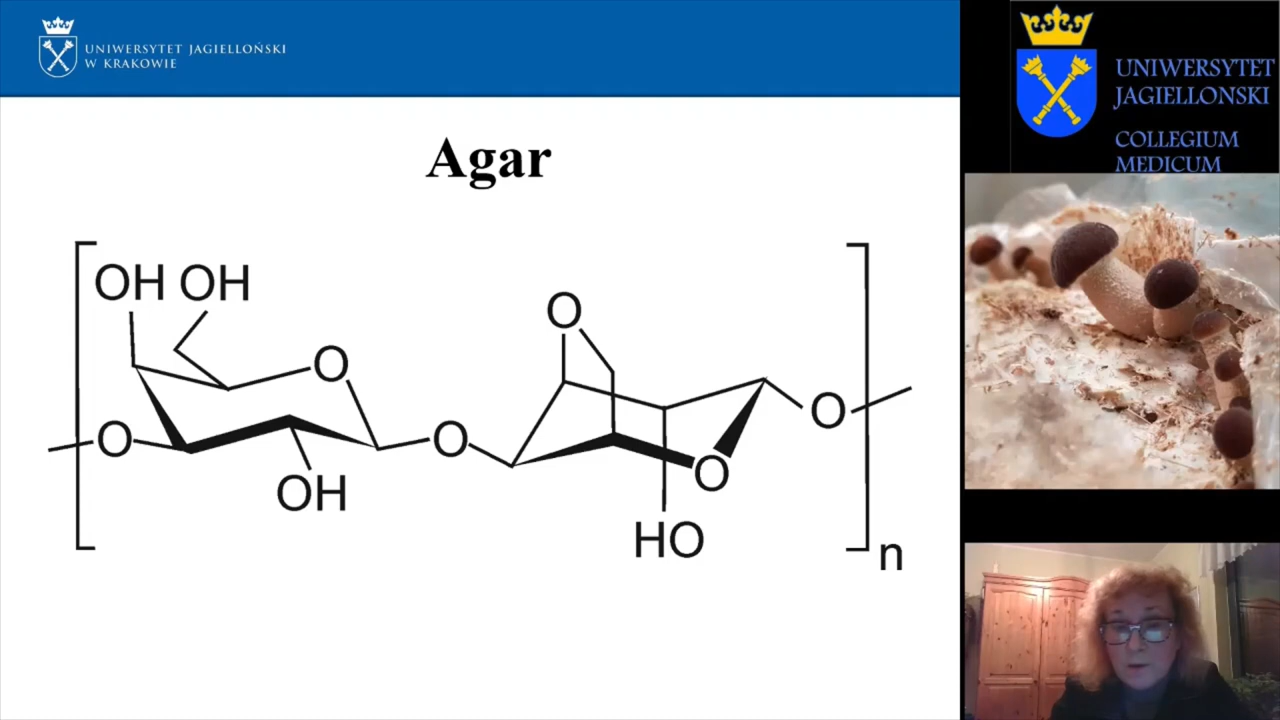 UNIWERSYTET JAGIELLOŃSKI
W KRAKOWIE
Agar
OH OH
O
O
O
OH
O
O
O
HO
n
UNIWERSYTET
JAGIELLONSKI
COLLEGIUM
MEDICUM